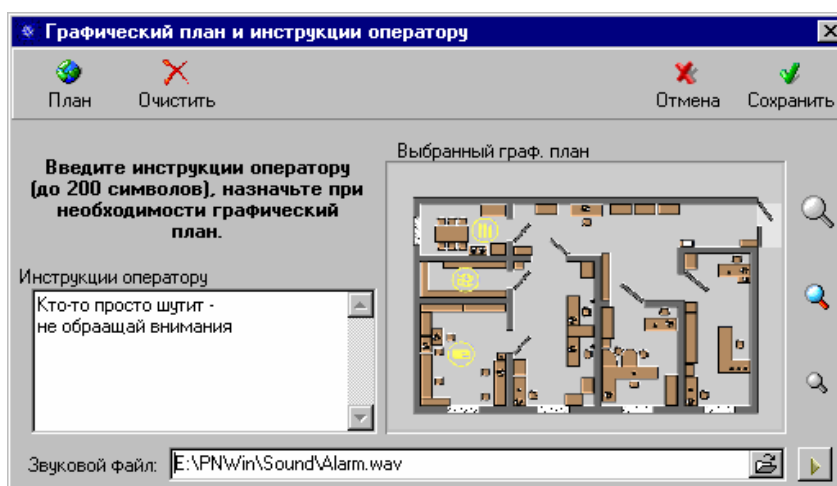 Графический план и инструкции оператору
План
Очистить
Отмена
Сохранить
Введите инструкции оператору
(до 200 символов), назначьте при
необходимости графический
план.
Выбранный граф. план
Инструкции оператору
Кто-то просто шутит -
не обраащай внимания
Звуковой файл:
E:\PNWin\Sound\Alarm.wav